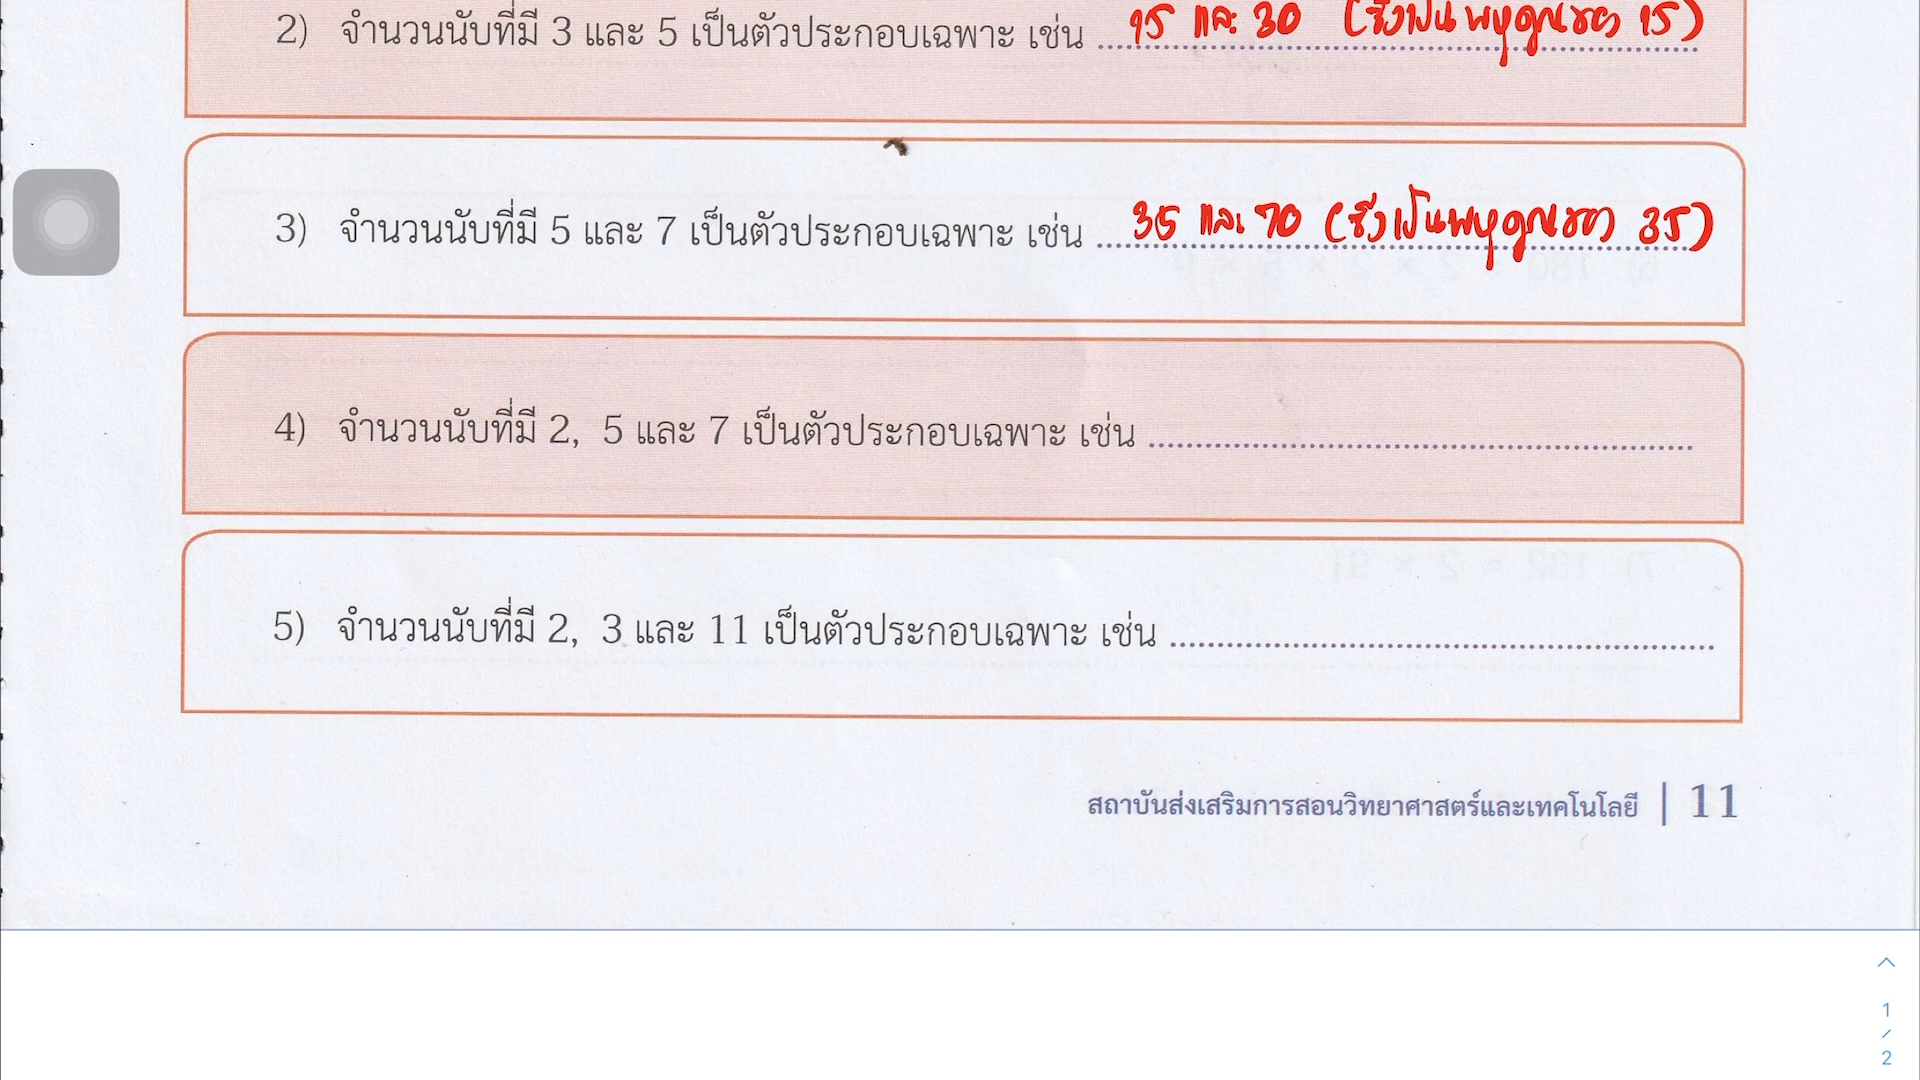 2) จำนวนนับที่มี 3 และ 5 เป็นตัวประกอบเฉพาะ เช่น 15 และ 30 (ซึ่งเป็นพหุคูณของ 15)
3) จำนวนนับที่มี 5 และ 7 เป็นตัวประกอบเฉพาะ เช่น 35 และ 70 (ซึ่งเป็นพหุคูณของ 35)
4) จำนวนนับที่มี 2, 5 และ 7 เป็นตัวประกอบเฉพาะ เช่น
5) จำนวนนับที่มี 2, 3 และ 11 เป็นตัวประกอบเฉพาะ เช่น
สถาบันส่งเสริมการสอนวิทยาศาสตร์และเทคโนโลยี | 11
1
/
2